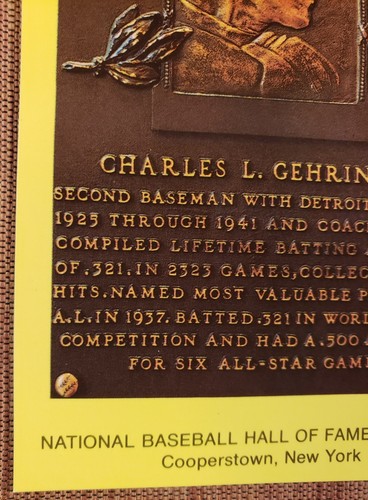 CHARLES L. GEHRIN
SECOND BASEMAN WITH DETROIT
1925 THROUGH 1941 AND COAC
COMPILED LIFETIME BATTING
OF .321. IN 2323 GAMES, COLLEC
HITS. NAMED MOST VALUABLE P
A.L. IN 1937. BATTED .321 IN WOR
COMPETITION AND HAD A .500
FOR SIX ALL-STAR GAM
NATIONAL BASEBALL HALL OF FAME
Cooperstown, New York